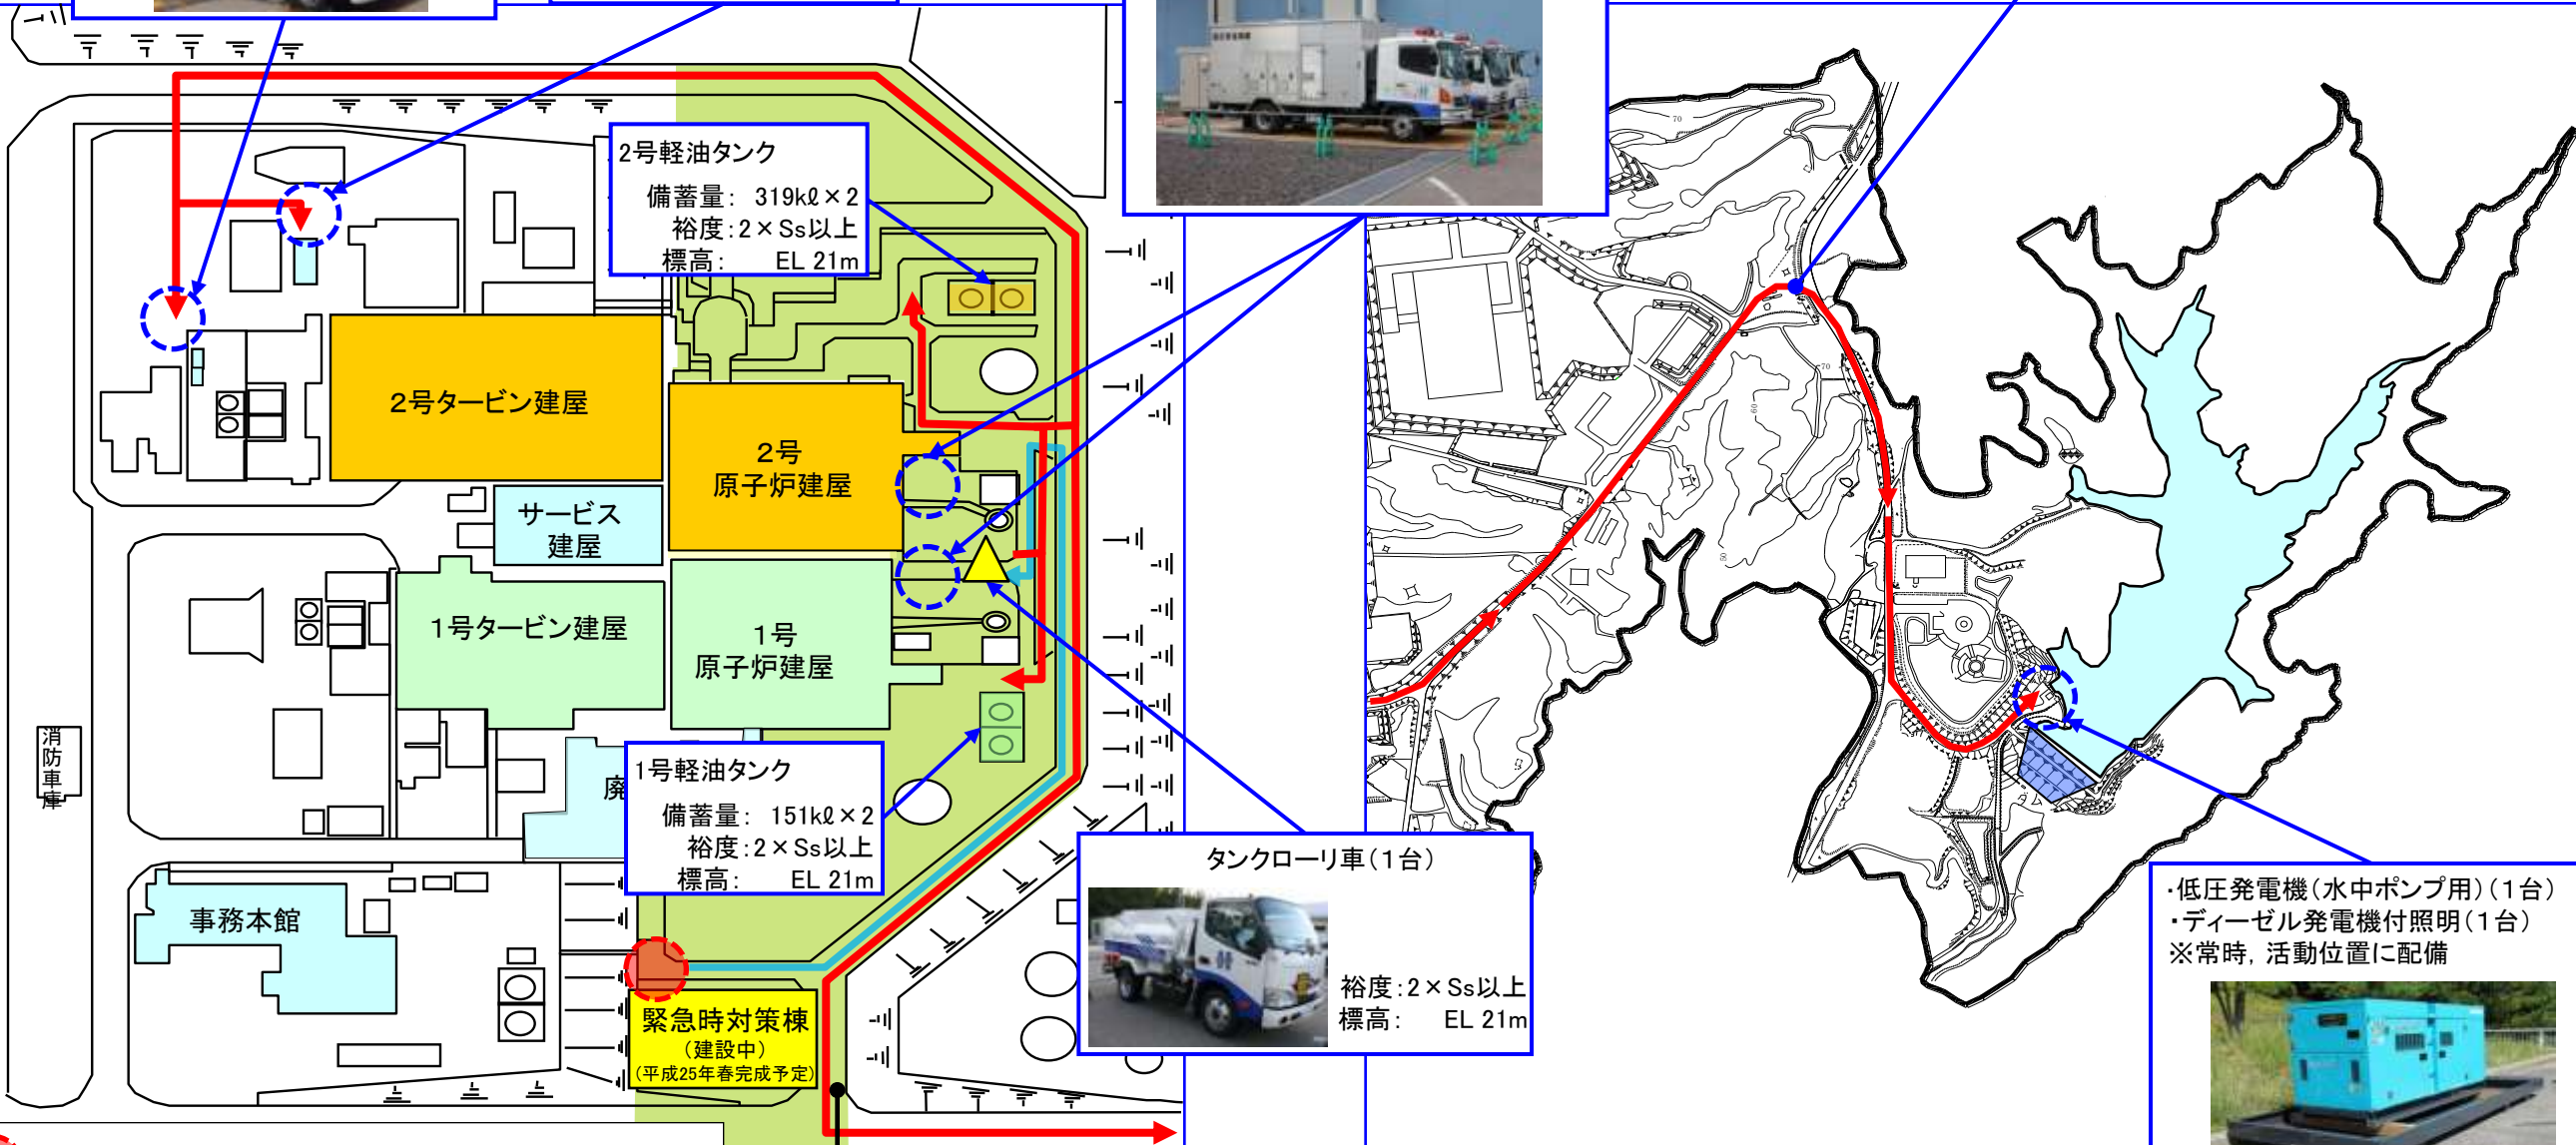 2号軽油タンク
備蓄量： 319kℓ×2
裕度：2×Ss以上
標高： EL 21m
2号タービン建屋
2号
原子炉建屋
サービス
建屋
1号タービン建屋
1号
原子炉建屋
消防車庫
廃
1号軽油タンク
備蓄量： 151kℓ×2
裕度：2×Ss以上
標高： EL 21m
事務本館
緊急時対策棟
（建設中）
（平成25年春完成予定）
タンクローリ車（1台）
裕度：2×Ss以上
標高： EL 21m
70
70
60
・低圧発電機（水中ポンプ用）（1台）
・ディーゼル発電機付照明（1台）
※常時，活動位置に配備